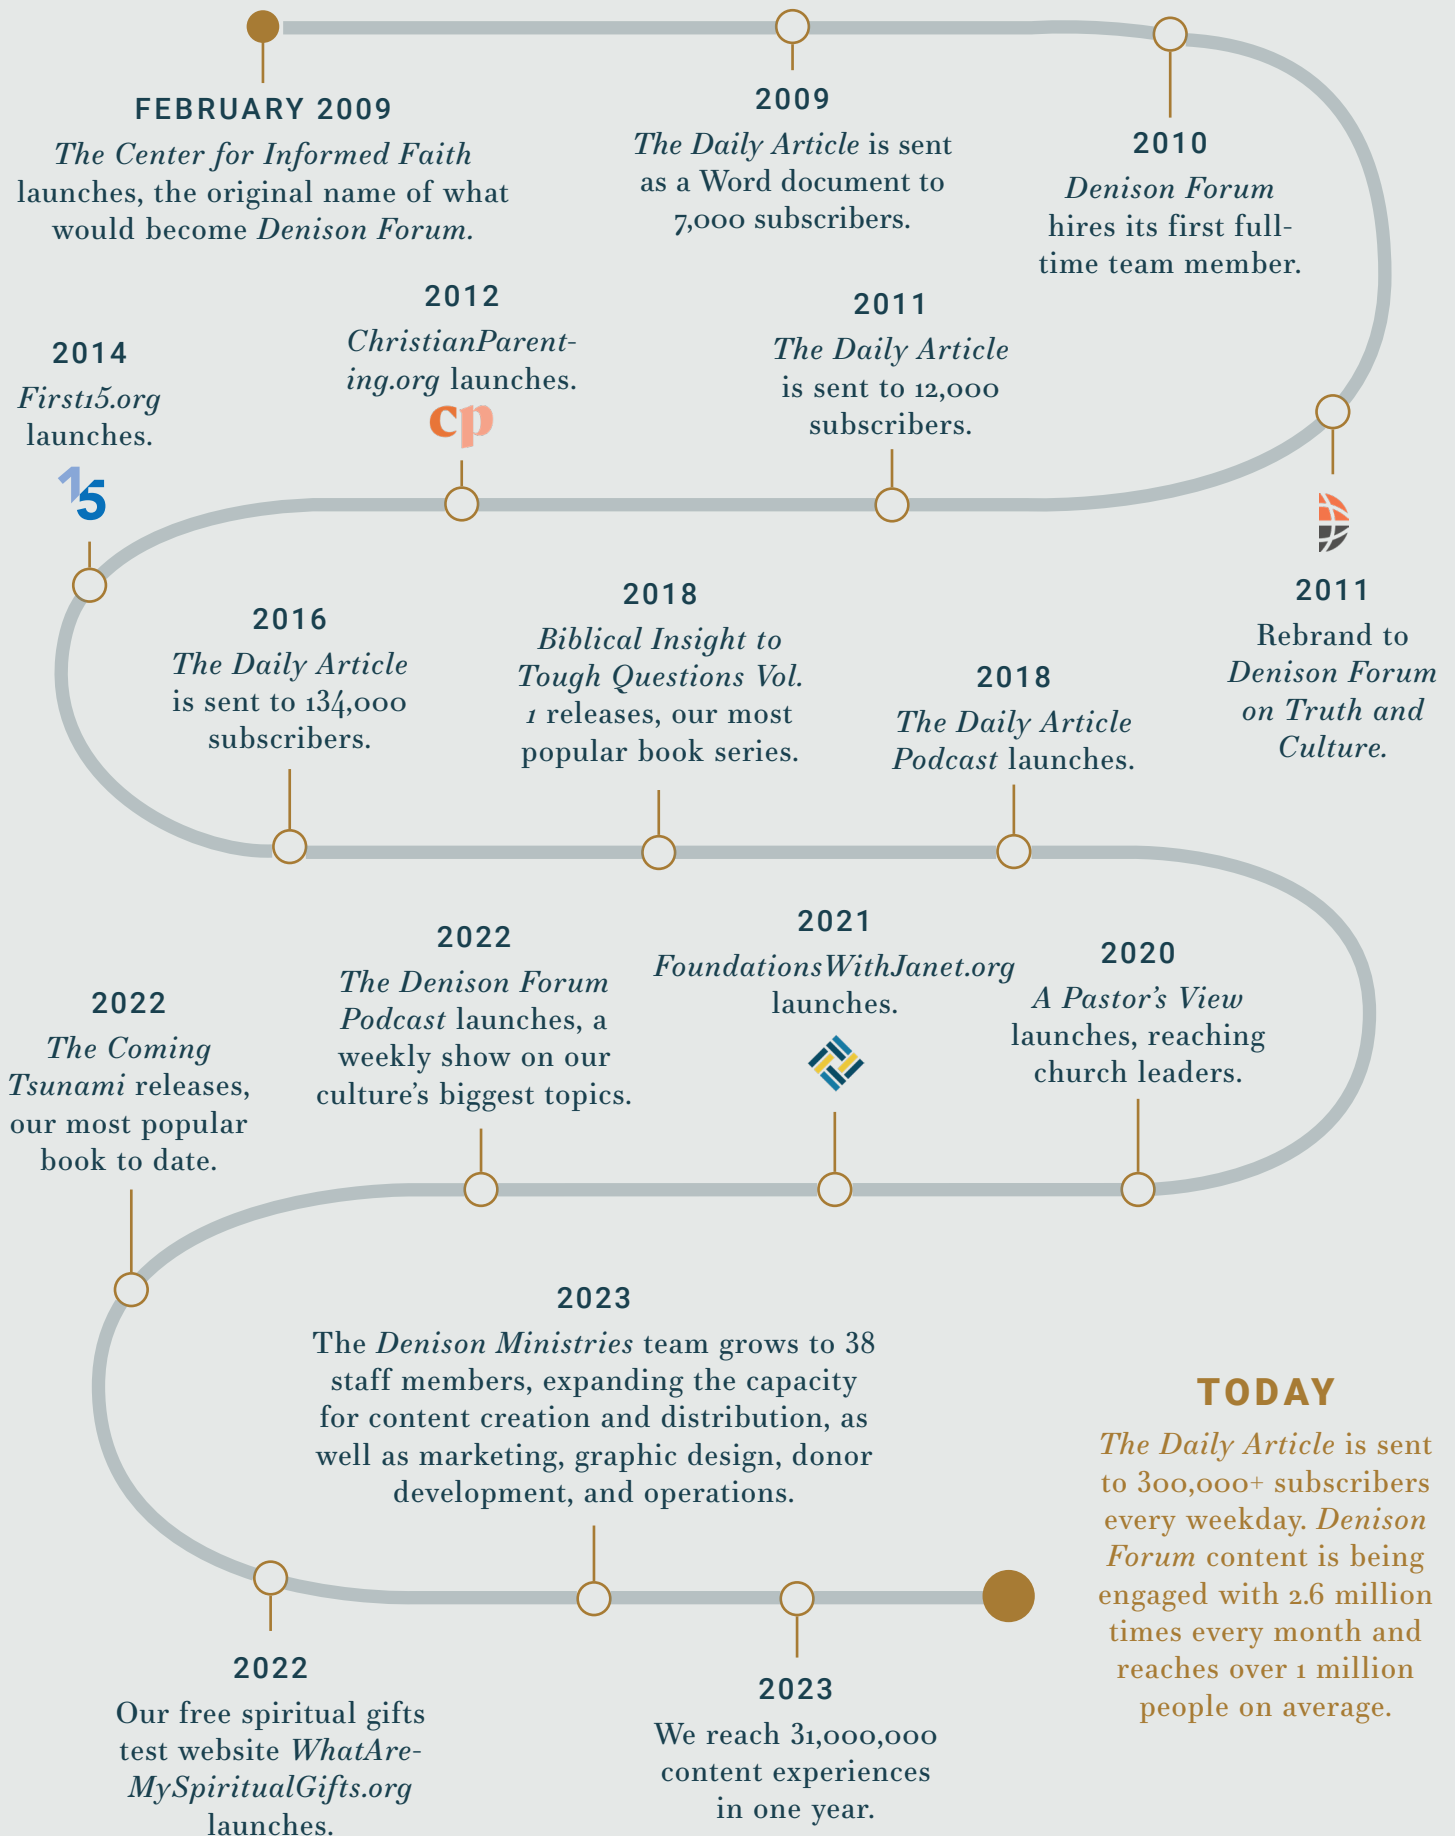 FEBRUARY 2009
The Center for Informed Faith
launches, the original name of what
would become Denison Forum.
2009
The Daily Article is sent
as a Word document to
7,000 subscribers.
2010
Denison Forum
hires its first full-
time team member.
2011
Rebrand to
Denison Forum
on Truth and
Culture.
2011
The Daily Article
is sent to 12,000
subscribers.
2012
ChristianParent-
ing.org launches.
cp
2014
First15.org
launches.
15
2016
The Daily Article
is sent to 134,000
subscribers.
2018
Biblical Insight to
Tough Questions Vol.
1 releases, our most
popular book series.
2018
The Daily Article
Podcast launches.
2020
A Pastor's View
launches, reaching
church leaders.
2021
FoundationsWithJanet.org
launches.
2022
The Denison Forum
Podcast launches, a
weekly show on our
culture's biggest topics.
2022
The Coming
Tsunami releases,
our most popular
book to date.
2022
Our free spiritual gifts
test website WhatAre-
MySpiritualGifts.org
launches.
2023
The Denison Ministries team grows to 38
staff members, expanding the capacity
for content creation and distribution, as
well as marketing, graphic design, donor
development, and operations.
2023
We reach 31,000,000
content experiences
in one year.
TODAY
The Daily Article is sent
to 300,000+ subscribers
every weekday. Denison
Forum content is being
engaged with 2.6 million
times every month and
reaches over 1 million
people on average.